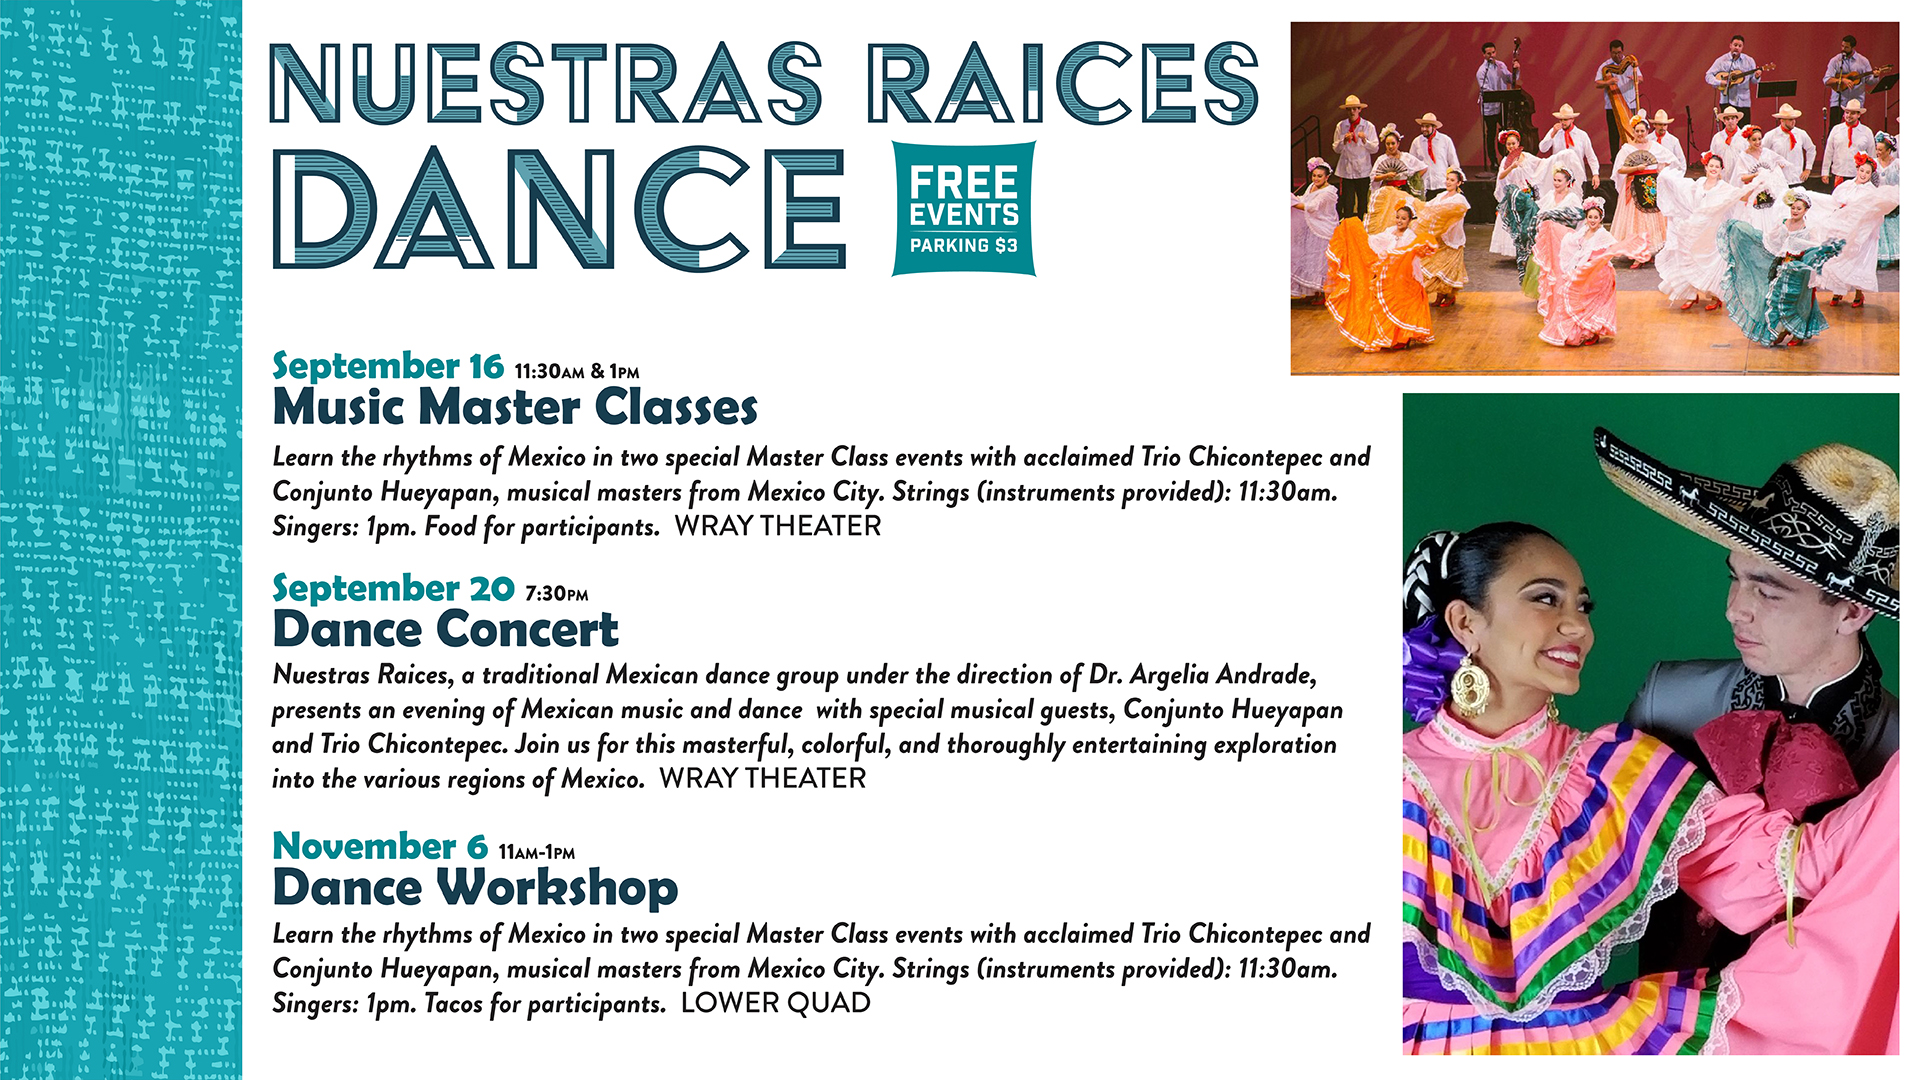 NUESTRAS RAICES
DANCE
FREE
EVENTS
PARKING $3
September 16 11:30AM & 1PM
Music Master Classes
Learn the rhythms of Mexico in two special Master Class events with acclaimed Trio Chicontepec and
Conjunto Hueyapan, musical masters from Mexico City. Strings (instruments provided): 11:30am.
Singers: 1pm. Food for participants. WRAY THEATER
September 20 7:30PM
Dance Concert
Nuestras Raices, a traditional Mexican dance group under the direction of Dr. Argelia Andrade,
presents an evening of Mexican music and dance with special musical guests, Conjunto Hueyapan
and Trio Chicontepec. Join us for this masterful, colorful, and thoroughly entertaining exploration
into the various regions of Mexico. WRAY THEATER
November 6 11AM-1PM
Dance Workshop
Learn the rhythms of Mexico in two special Master Class events with acclaimed Trio Chicontepec and
Conjunto Hueyapan, musical masters from Mexico City. Strings (instruments provided): 11:30am.
Singers: 1pm. Tacos for participants. LOWER QUAD